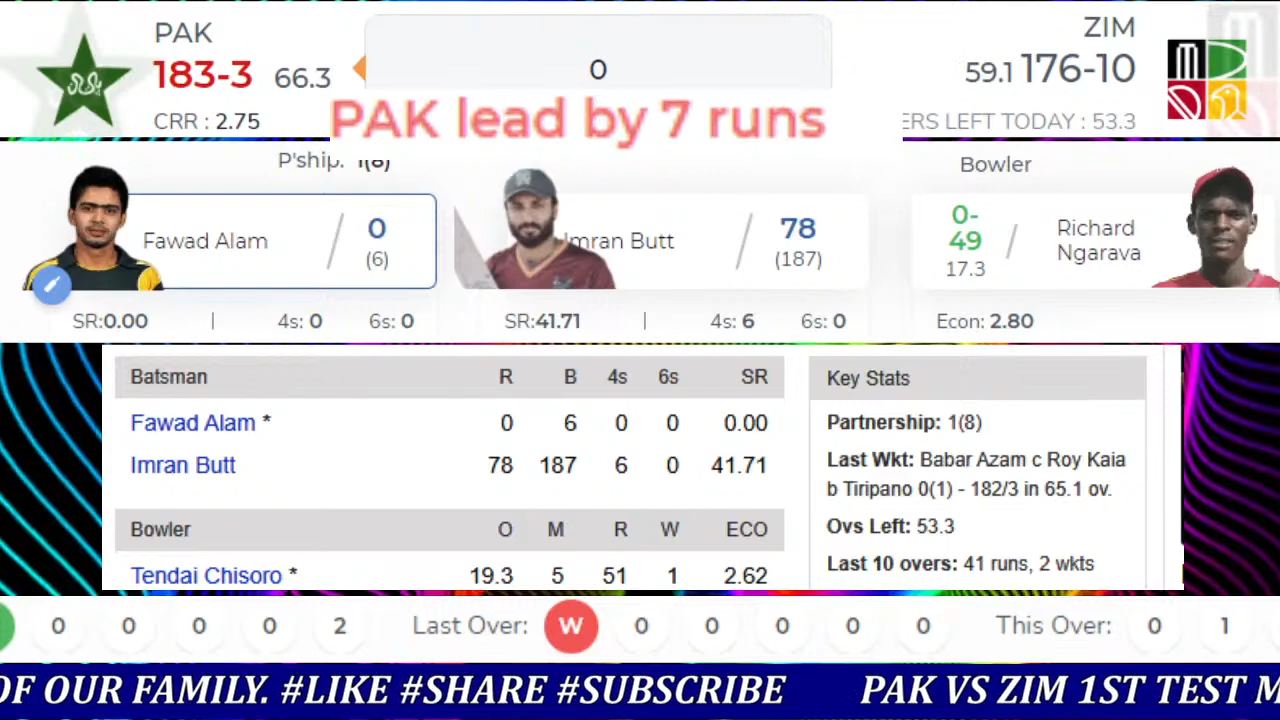 PAK
183-3 66.3
CRR : 2.75
0
PAK lead by 7 runs
ZIM
59.1 176-10
ERS LEFT TODAY : 53.3
P'ship: 1(8)
Bowler
Fawad Alam
0
(6)
Imran Butt
78
(187)
0-
49
17.3
Richard
Ngarava
SR:0.00 | 4s: 0 6s: 0
SR:41.71 | 4s: 6 6s: 0
Econ: 2.80
Batsman R B 4s 6s SR
Fawad Alam * 0 6 0 0 0.00
Imran Butt 78 187 6 0 41.71
Bowler O M R W ECO
Tendai Chisoro * 19.3 5 51 1 2.62
Key Stats
Partnership: 1(8)
Last Wkt: Babar Azam c Roy Kaia
b Tiripano 0(1) - 182/3 in 65.1 ov.
Ovs Left: 53.3
Last 10 overs: 41 runs, 2 wkts
0 0 0 0 2 Last Over: W 0 0 0 0 0 This Over: 0 1
OF OUR FAMILY. #LIKE #SHARE #SUBSCRIBE PAK VS ZIM 1ST TEST M